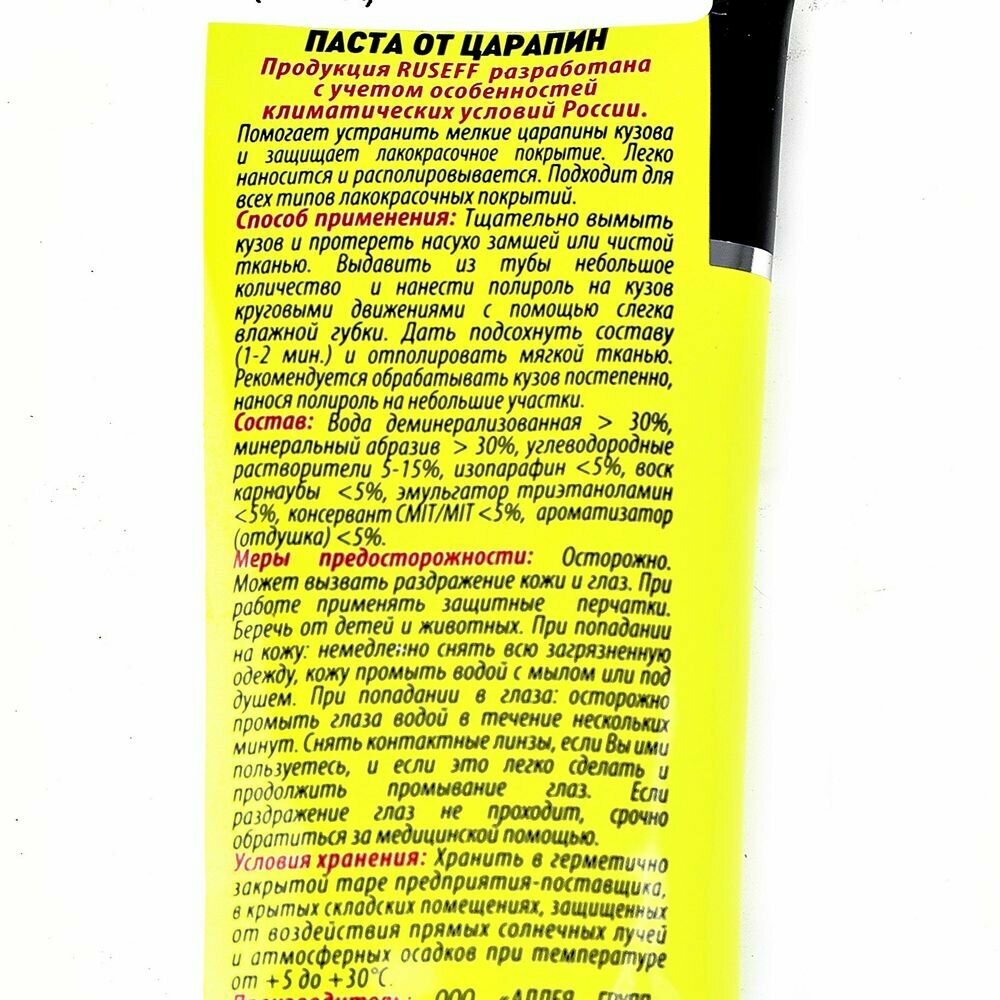 ПАСТА ОТ ЦАРАПИН
Продукция RUSEFF разработана
с учетом особенностей
климатических условий России.
Помогает устранить мелкие царапины кузова
и защищает лакокрасочное покрытие. Легко
наносится и располировывается. Подходит для
всех типов лакокрасочных покрытий.
Способ применения: Тщательно вымыть
кузов и протереть насухо замшей или чистой
тканью. Выдавить из тубы небольшое
количество и нанести полироль на кузов
круговыми движениями с помощью слегка
влажной губки. Дать подсохнуть составу
(1-2 мин.) и отполировать мягкой тканью.
Рекомендуется обрабатывать кузов постепенно,
нанося полироль на небольшие участки.
Состав: Вода деминерализованная > 30%,
минеральный абразив > 30%, углеводородные
растворители 5-15%, изопарафин <5%, воск
карнаубы <5%, эмульгатор триэтаноламин
<5%, консервант CMIT/MIT <5%, ароматизатор
(отдушка) <5%.
Меры предосторожности: Осторожно.
Может вызвать раздражение кожи и глаз. При
работе применять защитные перчатки.
Беречь от детей и животных. При попадании
на кожу: немедленно снять всю загрязненную
одежду, кожу промыть водой с мылом или под
душем. При попадании в глаза: осторожно
промыть глаза водой в течение нескольких
минут. Снять контактные линзы, если Вы ими
пользуетесь, и если это легко сделать и
продолжить промывание глаз. Если
раздражение глаз не проходит, срочно
обратиться за медицинской помощью.
Условия хранения: Хранить в герметично
закрытой таре предприятия-поставщика,
в крытых складских помещениях, защищенных
от воздействия прямых солнечных лучей
и атмосферных осадков при температуре
от +5 до +30°С.
Производитель: ООО «АЛЛЕЯ ГРУПП